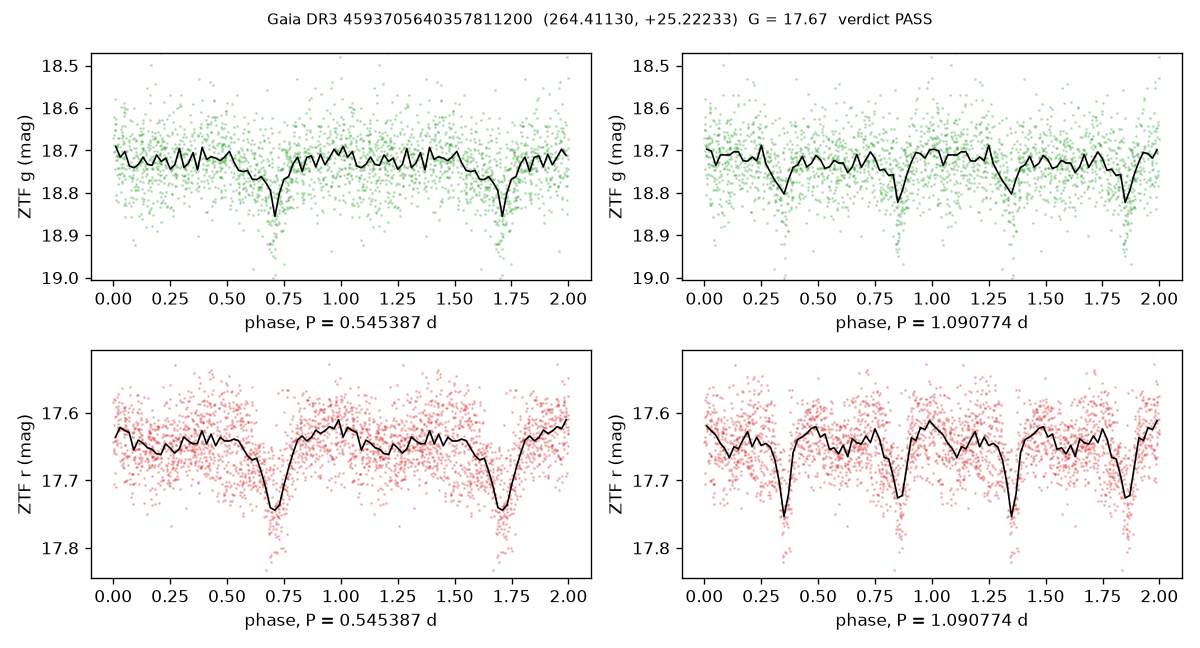 Gaia DR3 4593705640357811200  (264.41130, +25.22233)  G = 17.67  verdict PASS
ZTF g (mag)
18.5
18.6
18.7
18.8
18.9
19.0
0.00 0.25 0.50 0.75 1.00 1.25 1.50 1.75 2.00
phase, P = 0.545387 d
ZTF g (mag)
18.5
18.6
18.7
18.8
18.9
19.0
0.00 0.25 0.50 0.75 1.00 1.25 1.50 1.75 2.00
phase, P = 1.090774 d
ZTF r (mag)
17.6
17.7
17.8
0.00 0.25 0.50 0.75 1.00 1.25 1.50 1.75 2.00
phase, P = 0.545387 d
ZTF r (mag)
17.6
17.7
17.8
0.00 0.25 0.50 0.75 1.00 1.25 1.50 1.75 2.00
phase, P = 1.090774 d